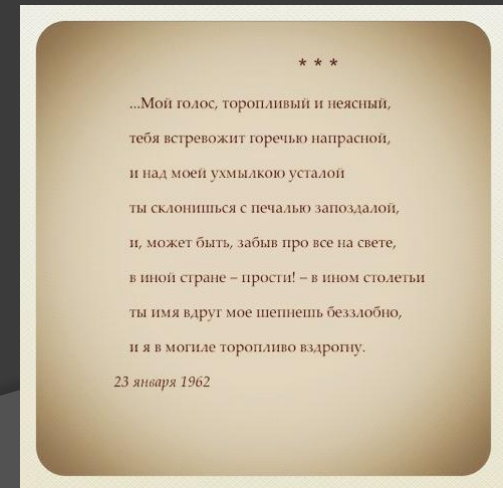 * * *
...Мой голос, торопливый и неясный,
тебя встревожит горечью напрасной,
и над моей ухмылкою усталой
ты склонишься с печалью запоздалой,
и, может быть, забыв про все на свете,
в иной стране – прости! – в ином столетьи
ты имя вдруг мое шепнешь беззлобно,
и я в могиле торопливо вздрогну.
23 января 1962